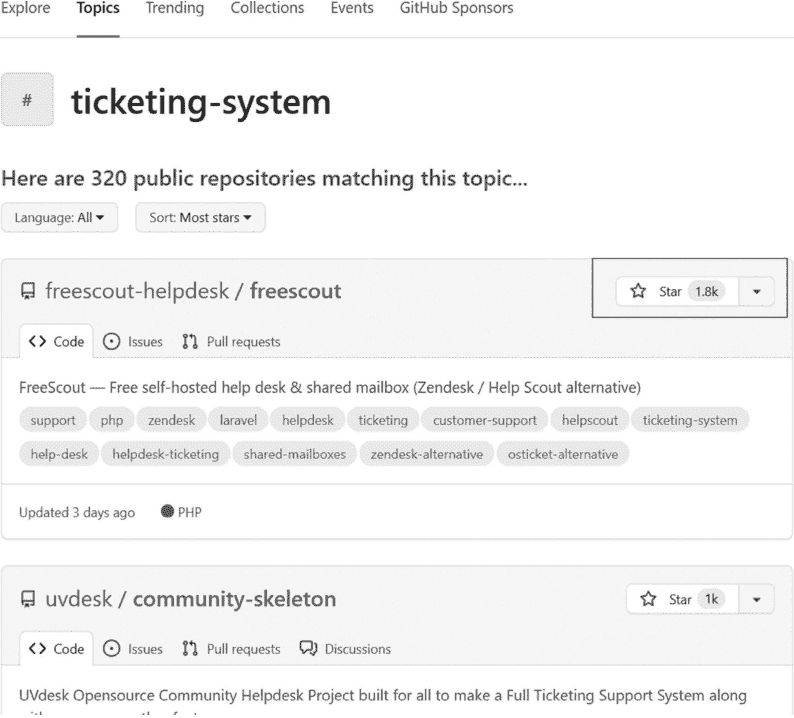 Explore Topics Trending Collections Events GitHub Sponsors
# ticketing-system
Here are 320 public repositories matching this topic...
Language: All Sort: Most stars
freescout-helpdesk / freescout Star 1.8k
Code Issues Pull requests
FreeScout — Free self-hosted help desk & shared mailbox (Zendesk / Help Scout alternative)
support php zendesk laravel helpdesk ticketing customer-support helpscout ticketing-system
help-desk helpdesk-ticketing shared-mailboxes zendesk-alternative osticket-alternative
Updated 3 days ago PHP
uvdesk / community-skeleton Star 1k
Code Issues Pull requests Discussions
UVdesk Opensource Community Helpdesk Project built for all to make a Full Ticketing Support System along